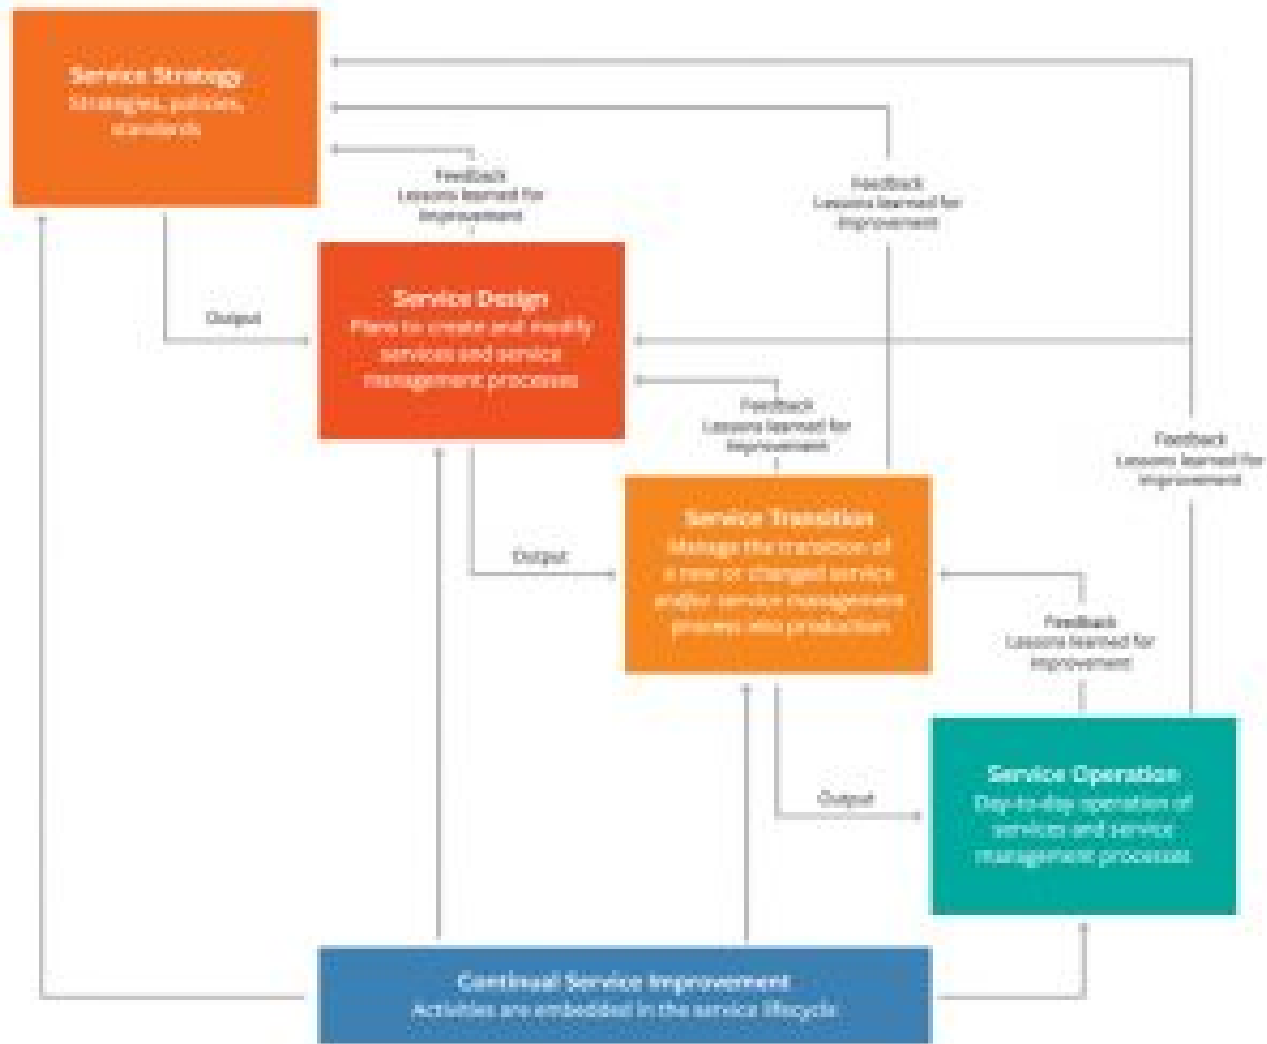 Service Strategy
Strategies, policies,
standards
Feedback
Lessons learned for
improvement
Feedback
Lessons learned for
improvement
Output
Service Design
Plans to create and modify
services and service
management processes
Feedback
Lessons learned for
improvement
Feedback
Lessons learned for
improvement
Output
Service Transition
Manage the transition of
a new or changed service
and/or service management
process into production
Feedback
Lessons learned for
improvement
Output
Service Operation
Day-to-day operation of
services and service
management processes
Continual Service Improvement
Activities are embedded in the service lifecycle